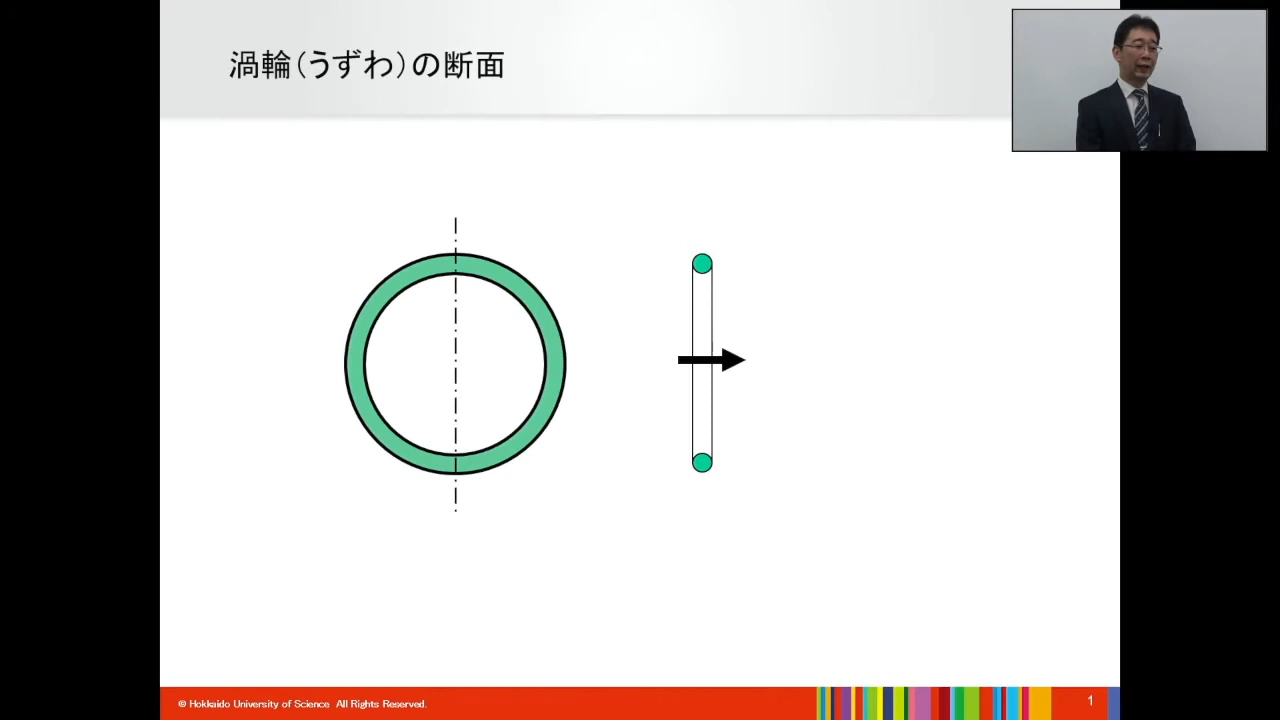 渦輪（うずわ）の断面
© Hokkaido University of Science All Rights Reserved.
1